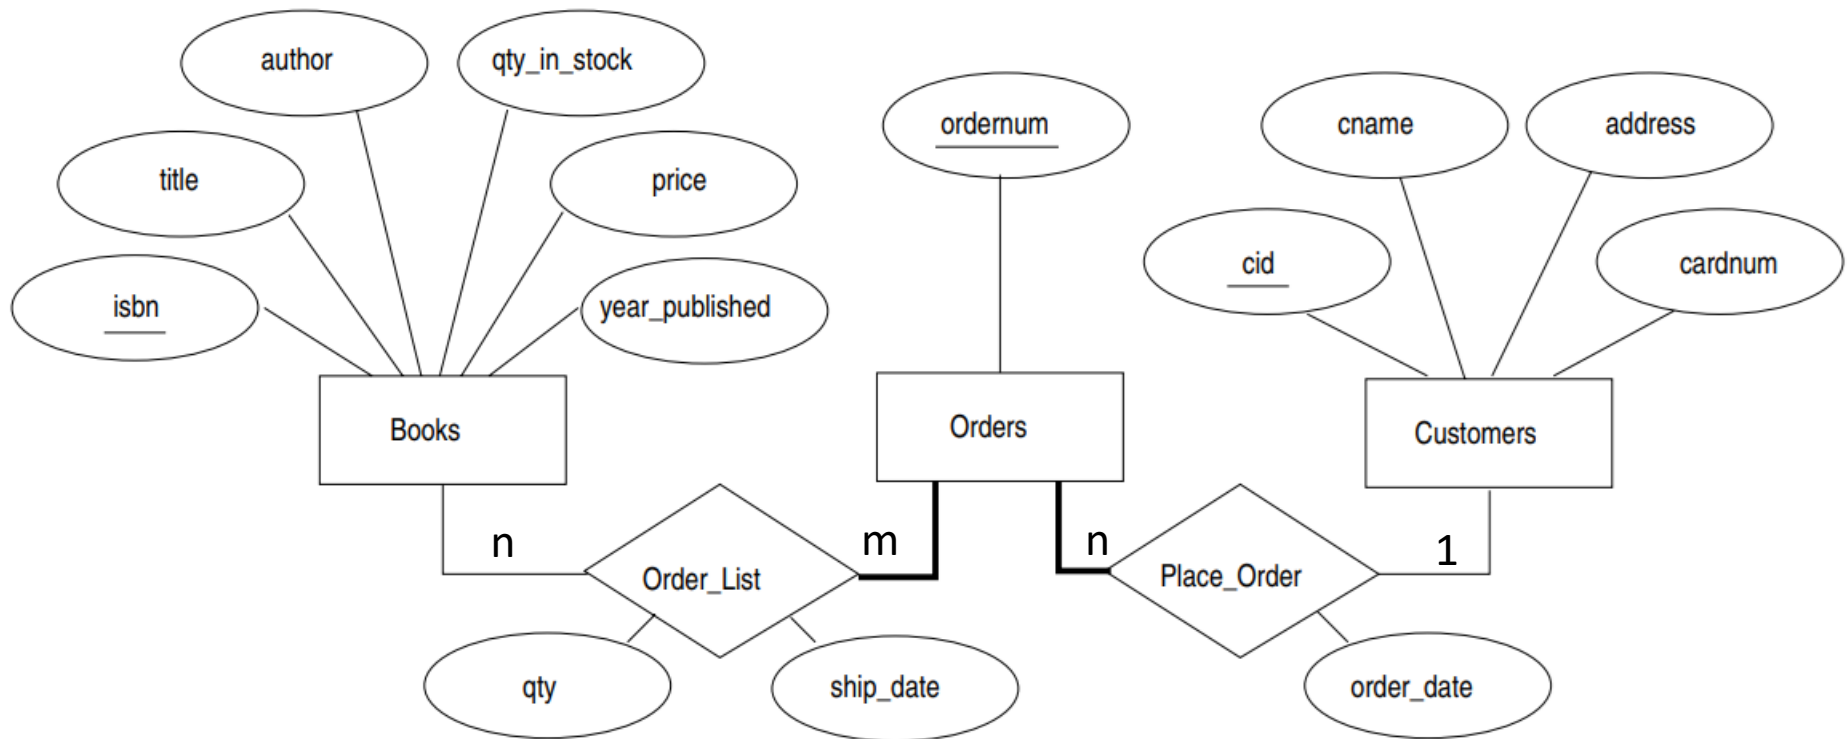 author
qty_in_stock
ordernum
cname
address
title
price
cid
cardnum
isbn
year_published
Books
Orders
Customers
n
m
n
1
Order_List
Place_Order
qty
ship_date
order_date